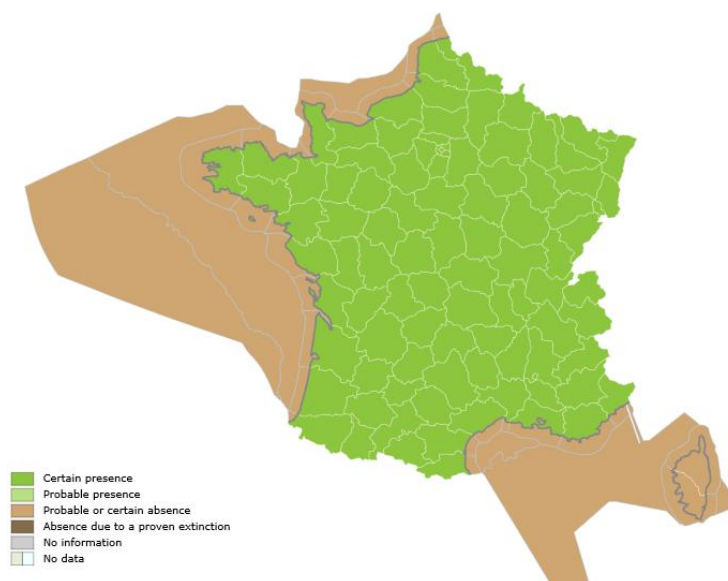 Certain presence
Probable presence
Probable or certain absence
Absence due to a proven extinction
No information
No data